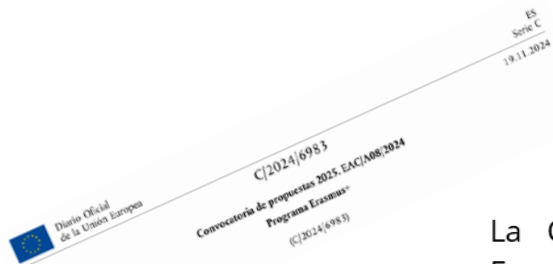 ES
Serie C
19.11.2024
Diario Oficial
de la Unión Europea
C/2024/6983
Convocatoria de propuestas 2025, EAC/A08/2024
Programa Erasmus+
(C/2024/6983)
La